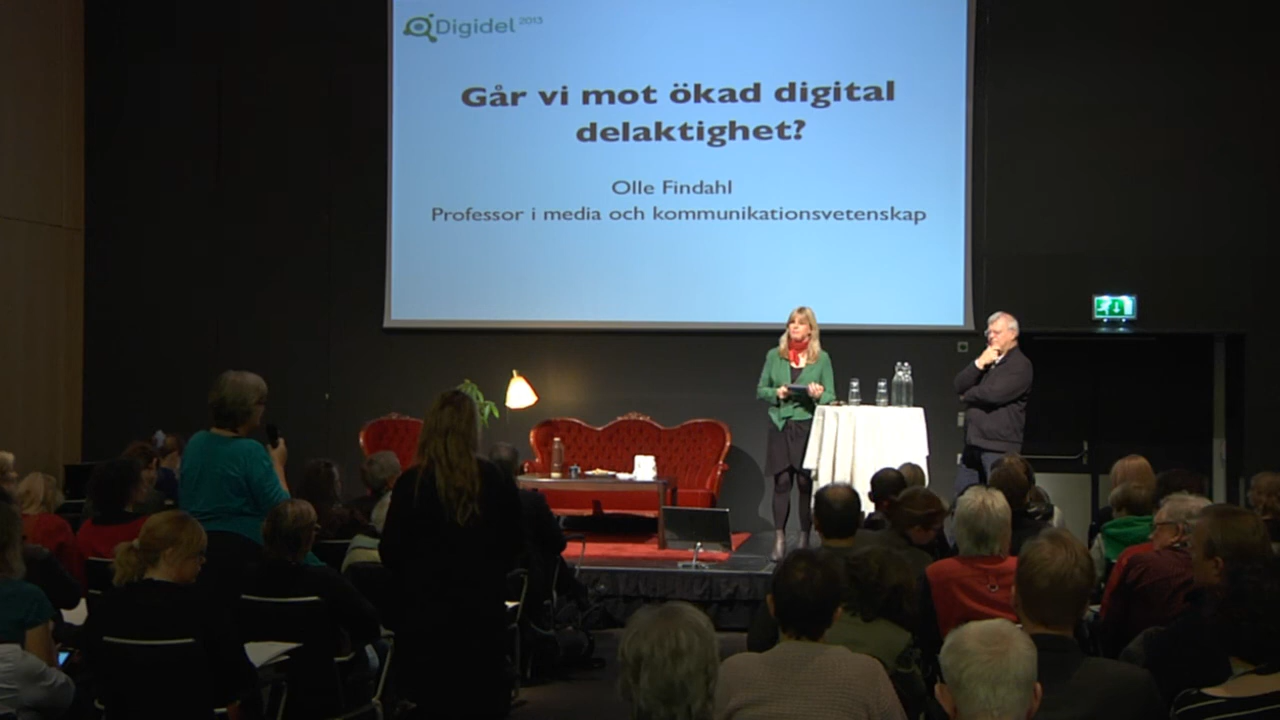 Digidel 2013
Går vi mot ökad digital
delaktighet?
Olle Findahl
Professor i media och kommunikationsvetenskap